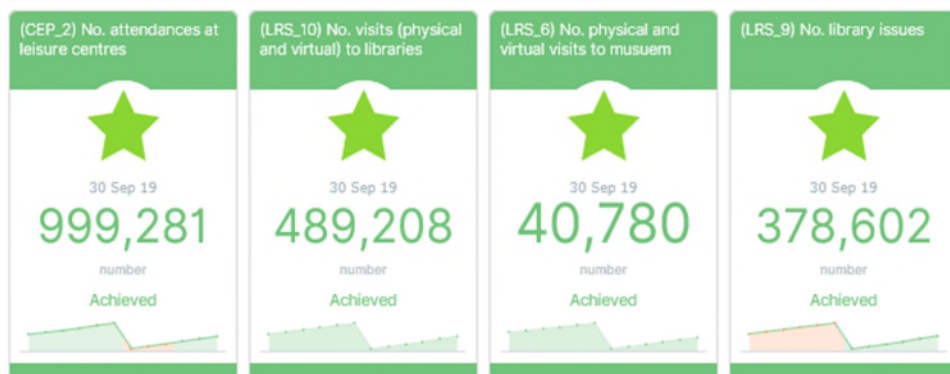 (CEP_2) No. attendances at
leisure centres
30 Sep 19
999,281
number
Achieved
(LRS_10) No. visits (physical
and virtual) to libraries
30 Sep 19
489,208
number
Achieved
(LRS_6) No. physical and
virtual visits to musuem
30 Sep 19
40,780
number
Achieved
(LRS_9) No. library issues
30 Sep 19
378,602
number
Achieved